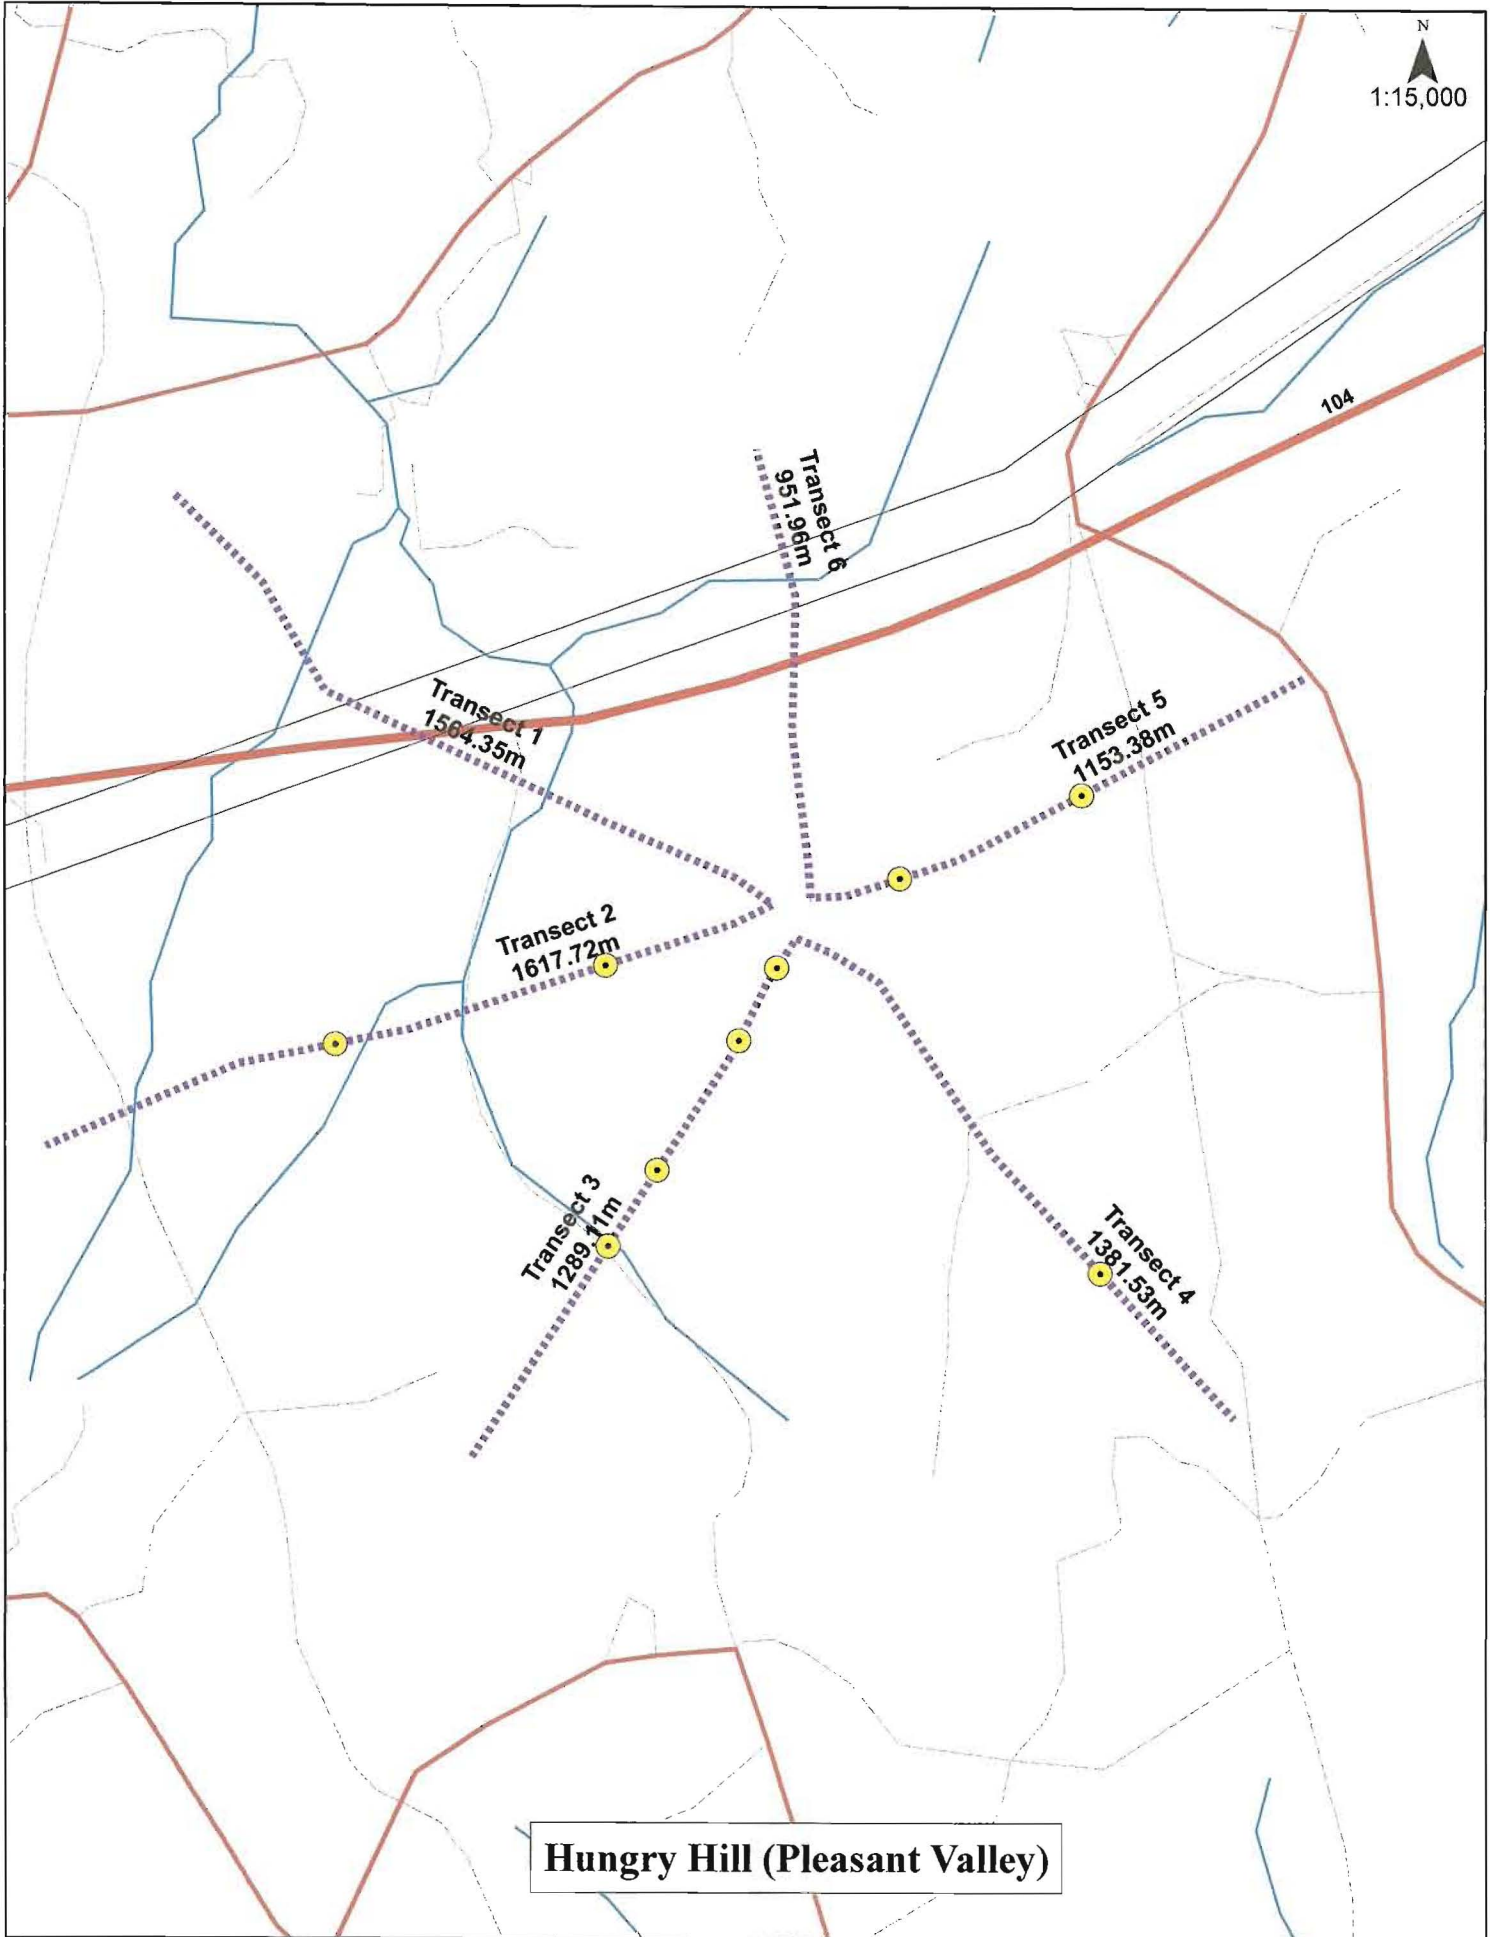 N
1:15,000
104
Transect 6
951.96m
Transect 1
1564.35m
Transect 5
1153.38m
Transect 2
1617.72m
Transect 3
1289.11m
Transect 4
1381.53m
Hungry Hill (Pleasant Valley)